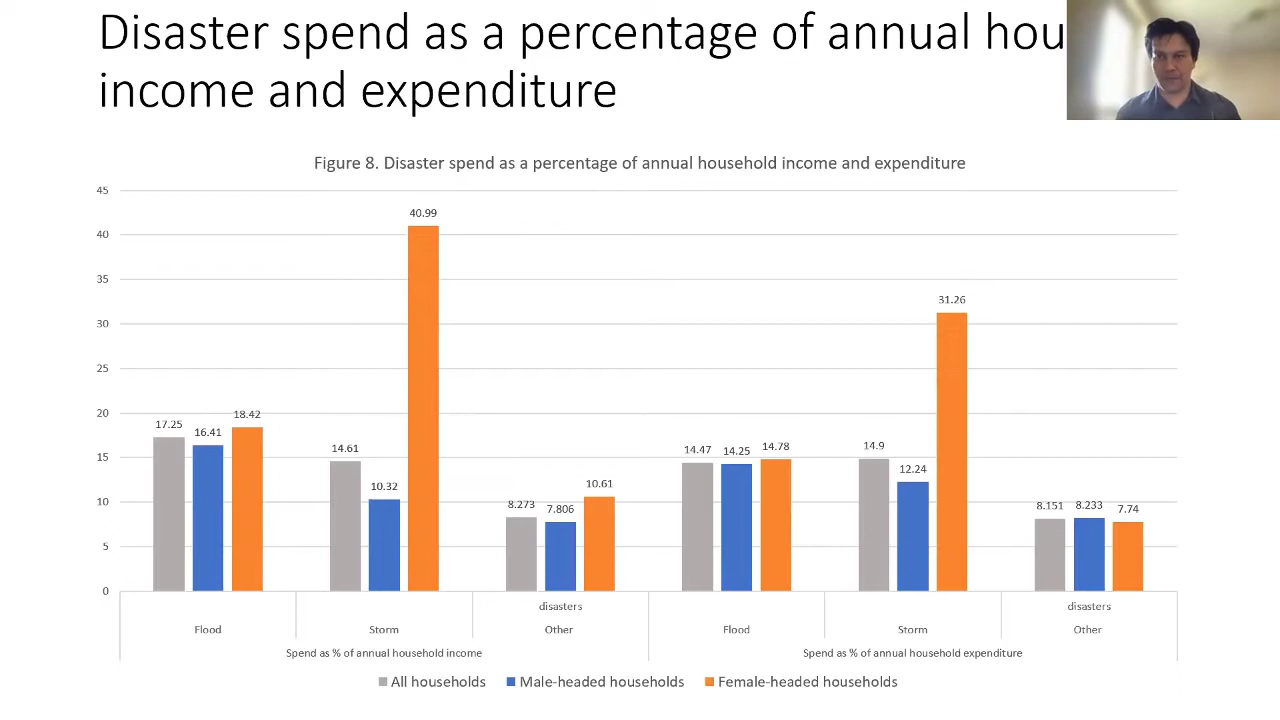 Disaster spend as a percentage of annual hou
income and expenditure
Figure 8. Disaster spend as a percentage of annual household income and expenditure
45
40
35
30
25
20
15
10
5
0
17.25
16.41
18.42
14.61
10.32
40.99
8.273
7.806
10.61
14.47
14.25
14.78
14.9
12.24
31.26
8.151
8.233
7.74
disasters
disasters
Flood
Storm
Other
Flood
Storm
Other
Spend as % of annual household income
Spend as % of annual household expenditure
All households
Male-headed households
Female-headed households